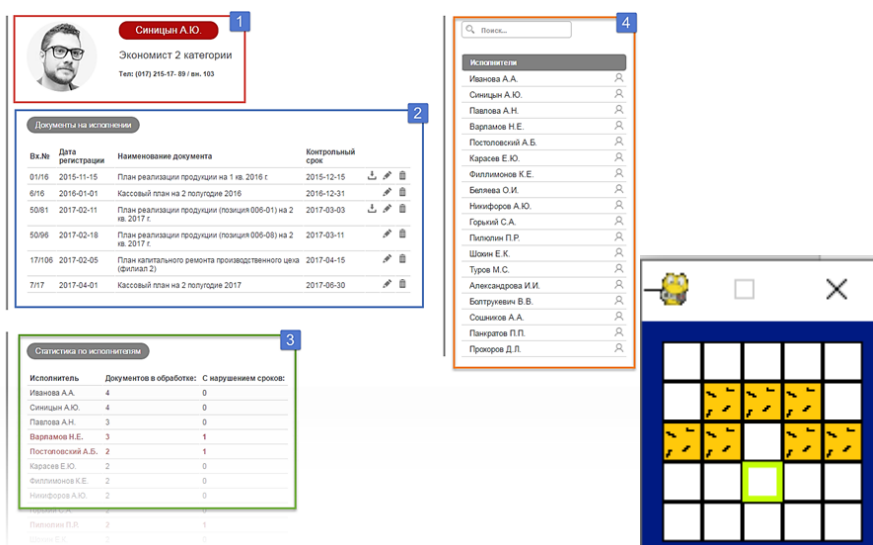 1
Синицын А.Ю.
Экономист 2 категории
Тел: (017) 215-17- 89 / вн. 103
2
Документы на исполнении
Вх.№ Дата регистрации Наименование документа Контрольный срок
01/16 2015-11-15 План реализации продукции на 1 кв. 2016 г. 2015-12-15
6/16 2016-01-01 Кассовый план на 2 полугодие 2016 2016-12-31
50/81 2017-02-11 План реализации продукции (позиция 006-01) на 2 кв. 2017 г. 2017-03-03
50/96 2017-02-18 План реализации продукции (позиция 006-08) на 2 кв. 2017 г. 2017-03-11
17/106 2017-02-05 План капитального ремонта производственного цеха (филиал 2) 2017-04-15
7/17 2017-04-01 Кассовый план на 2 полугодие 2017 2017-06-30
3
Статистика по исполнителям
Исполнитель Документов в обработке: С нарушением сроков:
Иванова А.А. 4 0
Синицын А.Ю. 4 0
Павлова А.Н. 3 0
Варламов Н.Е. 3 1
Постоловский А.Б. 2 1
Карасев Е.Ю. 2 0
Филлимонов К.Е. 2 0
Никифоров А.Ю. 2 0
Горький С.А. 2 0
Пилюлин П.Р. 2 1
4
Поиск...
Исполнители
Иванова А.А.
Синицын А.Ю.
Павлова А.Н.
Варламов Н.Е.
Постоловский А.Б.
Карасев Е.Ю.
Филлимонов К.Е.
Беляева О.И.
Никифоров А.Ю.
Горький С.А.
Пилюлин П.Р.
Шокин Е.К.
Туров М.С.
Александрова И.И.
Болтрукевич В.В.
Сошников А.А.
Панкратов П.П.
Прохоров Д.Л.